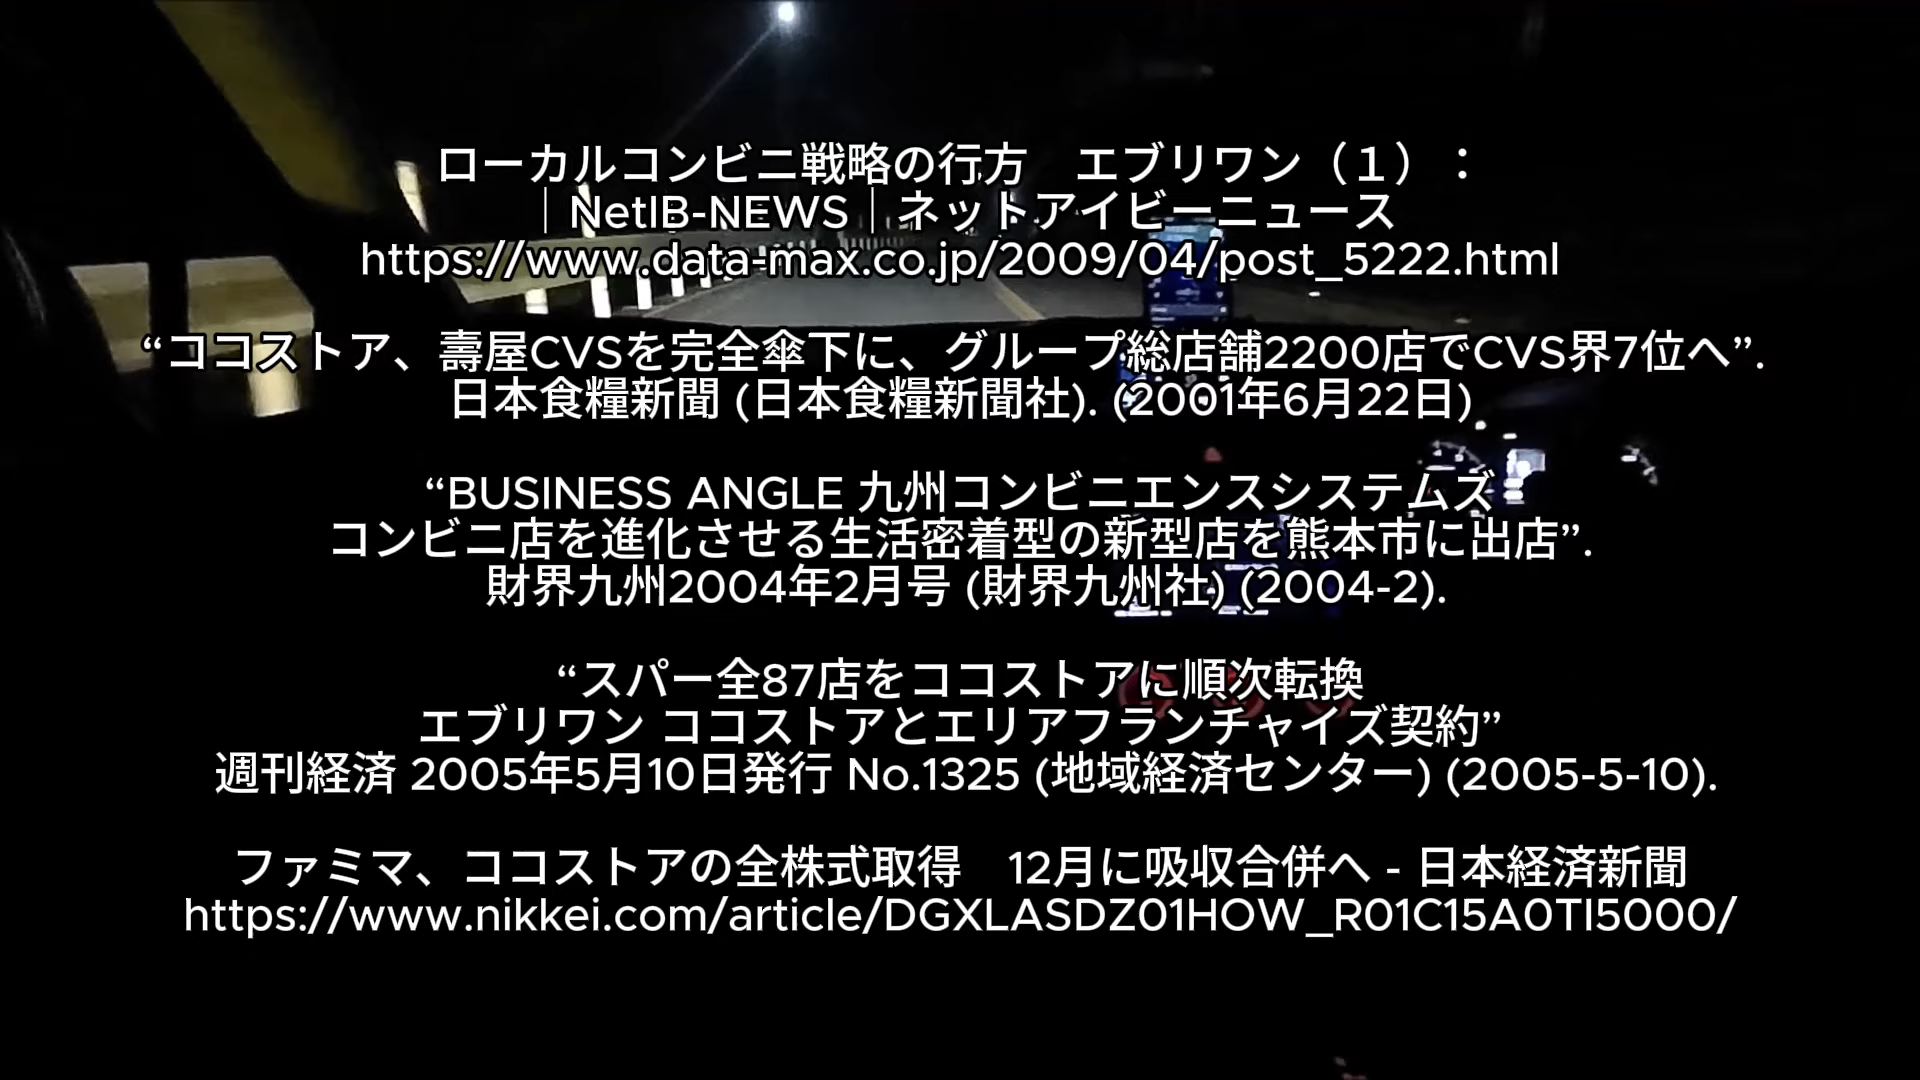 ローカルコンビニ戦略の行方　エブリワン（１）：
｜NetIB-NEWS｜ネットアイビーニュース
https://www.data-max.co.jp/2009/04/post_5222.html
“ココストア、壽屋CVSを完全傘下に、グループ総店舗2200店でCVS界7位へ”.
日本食糧新聞 (日本食糧新聞社). (2001年6月22日)
“BUSINESS ANGLE 九州コンビニエンスシステムズ
コンビニ店を進化させる生活密着型の新型店を熊本市に出店”.
財界九州2004年2月号 (財界九州社) (2004-2).
“スパー全87店をココストアに順次転換
エブリワン ココストアとエリアフランチャイズ契約”
週刊経済 2005年5月10日発行 No.1325 (地域経済センター) (2005-5-10).
ファミマ、ココストアの全株式取得　12月に吸収合併へ - 日本経済新聞
https://www.nikkei.com/article/DGXLASDZ01HOW_R01C15A0TI5000/